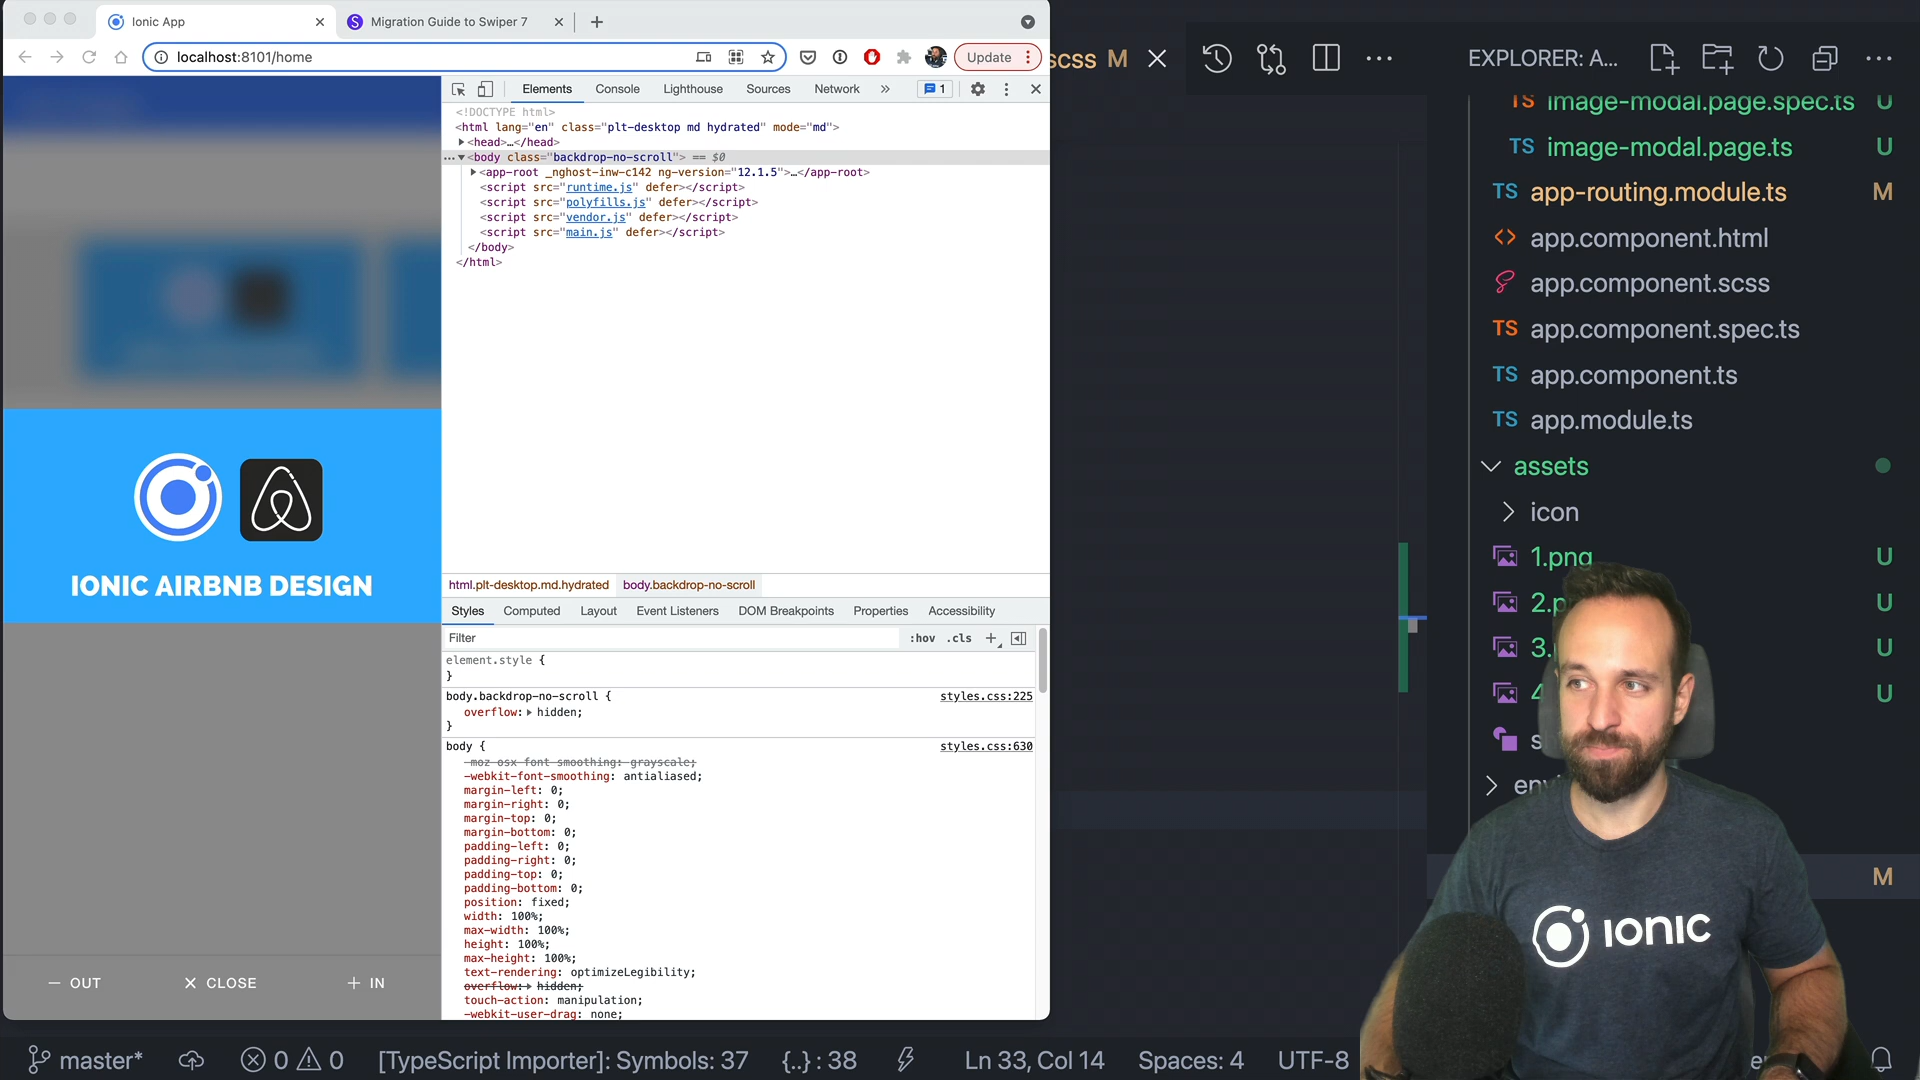 Ionic App
Migration Guide to Swiper 7
localhost:8101/home
Update
Elements Console Lighthouse Sources Network » 1
<!DOCTYPE html>
<html lang="en" class="plt-desktop md hydrated" mode="md">
<head>…</head>
<body class="backdrop-no-scroll"> == $0
<app-root _nghost-inw-c142 ng-version="12.1.5">…</app-root>
<script src="runtime.js" defer></script>
<script src="polyfills.js" defer></script>
<script src="vendor.js" defer></script>
<script src="main.js" defer></script>
</body>
</html>
IONIC AIRBNB DESIGN
OUT
CLOSE
IN
html.plt-desktop.md.hydrated body.backdrop-no-scroll
Styles Computed Layout Event Listeners DOM Breakpoints Properties Accessibility
Filter :hov .cls +
element.style {
}
body.backdrop-no-scroll { styles.css:225
overflow: hidden;
}
body { styles.css:630
-moz-osx-font-smoothing: grayscale;
-webkit-font-smoothing: antialiased;
margin-left: 0;
margin-right: 0;
margin-top: 0;
margin-bottom: 0;
padding-left: 0;
padding-right: 0;
padding-top: 0;
padding-bottom: 0;
position: fixed;
width: 100%;
max-width: 100%;
height: 100%;
max-height: 100%;
text-rendering: optimizeLegibility;
overflow: hidden;
touch-action: manipulation;
-webkit-user-drag: none;
scss M
EXPLORER: A...
TS image-modal.page.spec.ts U
TS image-modal.page.ts U
TS app-routing.module.ts M
<> app.component.html
app.component.scss
TS app.component.spec.ts
TS app.component.ts
TS app.module.ts
assets
icon
1.png U
2.p U
3. U
4 U
s
env
M
IONIC
master* 0 0 [TypeScript Importer]: Symbols: 37 {..} : 38 Ln 33, Col 14 Spaces: 4 UTF-8